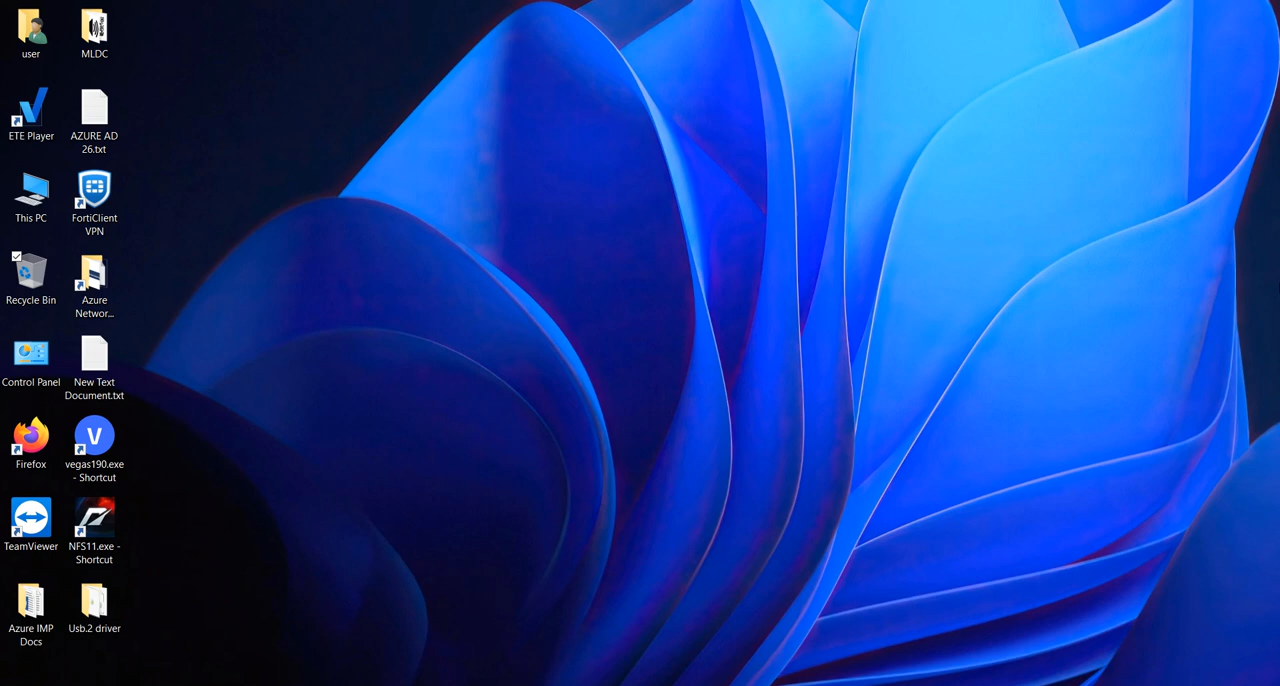 user
MLDC
ETE Player
AZURE AD
26.txt
This PC
FortiClient
VPN
Recycle Bin
Azure
Networ...
Control Panel
New Text
Document.txt
Firefox
V
vegas190.exe
- Shortcut
TeamViewer
NFS11.exe -
Shortcut
Azure IMP
Docs
Usb.2 driver